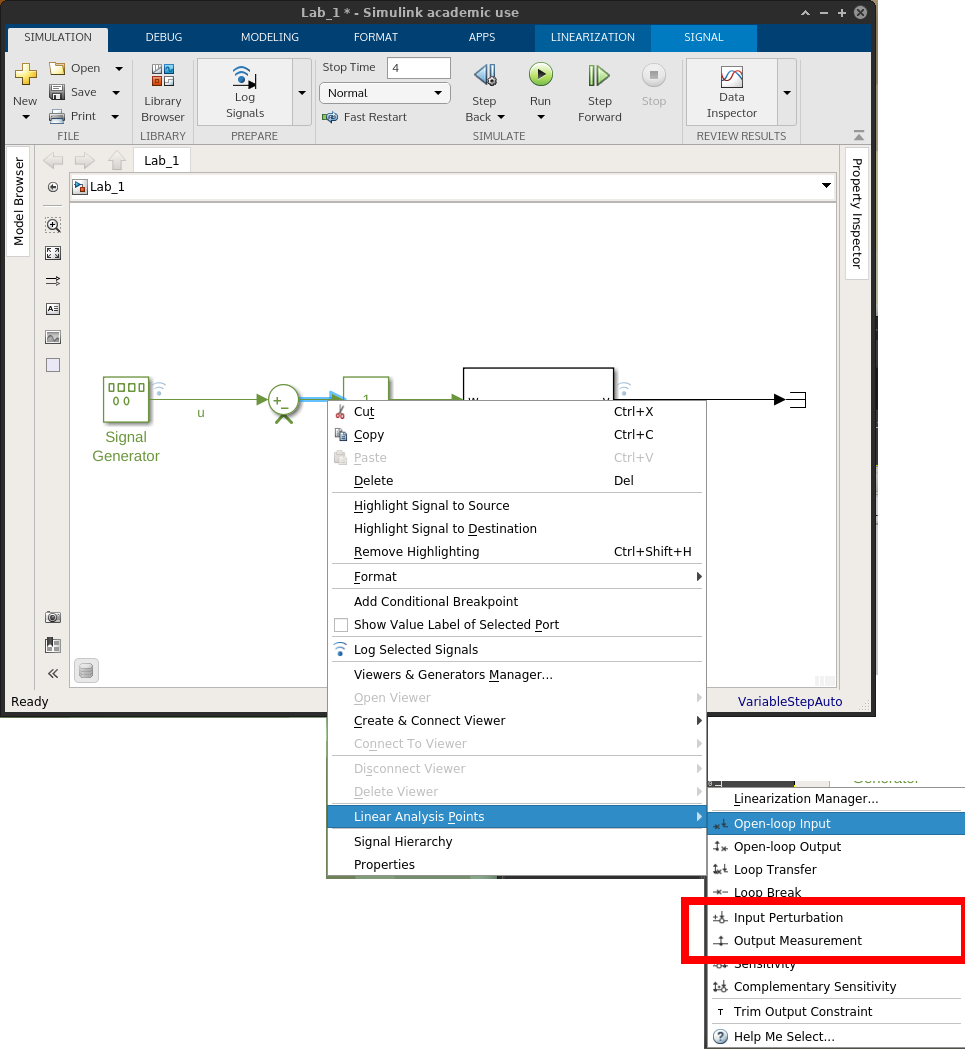 Lab_1 * - Simulink academic use
SIMULATION DEBUG MODELING FORMAT APPS LINEARIZATION SIGNAL
New
Open
Save
Print
FILE
Library
Browser
LIBRARY
Log
Signals
PREPARE
Stop Time 4
Normal
Fast Restart
Step
Back
Run
Step
Forward
Stop
SIMULATE
Data
Inspector
REVIEW RESULTS
Model Browser
Lab_1
Lab_1
Property Inspector
u
Signal
Generator
Cut Ctrl+X
Copy Ctrl+C
Paste Ctrl+V
Delete Del
Highlight Signal to Source
Highlight Signal to Destination
Remove Highlighting Ctrl+Shift+H
Format
Add Conditional Breakpoint
Show Value Label of Selected Port
Log Selected Signals
Viewers & Generators Manager...
Open Viewer
Create & Connect Viewer
Connect To Viewer
Disconnect Viewer
Delete Viewer
Linear Analysis Points
Signal Hierarchy
Properties
Ready
VariableStepAuto
Generator
Linearization Manager...
Open-loop Input
Open-loop Output
Loop Transfer
Loop Break
Input Perturbation
Output Measurement
Sensitivity
Complementary Sensitivity
Trim Output Constraint
Help Me Select...